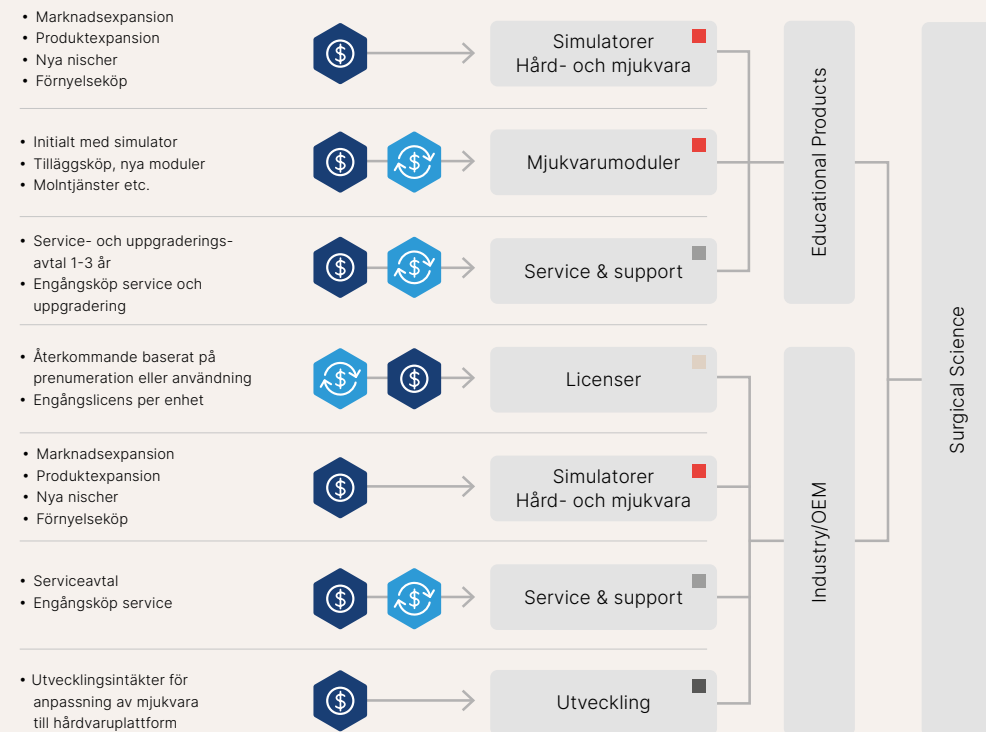 • Marknadsexpansion
• Produktexpansion
• Nya nischer
• Förnyelseköp
$
Simulatorer
Hård- och mjukvara
• Initialt med simulator
• Tilläggsköp, nya moduler
• Molntjänster etc.
$ $
Mjukvarumoduler
• Service- och uppgraderings-
avtal 1-3 år
• Engångsköp service och
uppgradering
$ $
Service & support
Educational Products
• Återkommande baserat på
prenumeration eller användning
• Engångslicens per enhet
$ $
Licenser
• Marknadsexpansion
• Produktexpansion
• Nya nischer
• Förnyelseköp
$
Simulatorer
Hård- och mjukvara
• Serviceavtal
• Engångsköp service
$ $
Service & support
• Utvecklingsintäkter för
anpassning av mjukvara
till hårdvaruplattform
$
Utveckling
Industry/OEM
Surgical Science